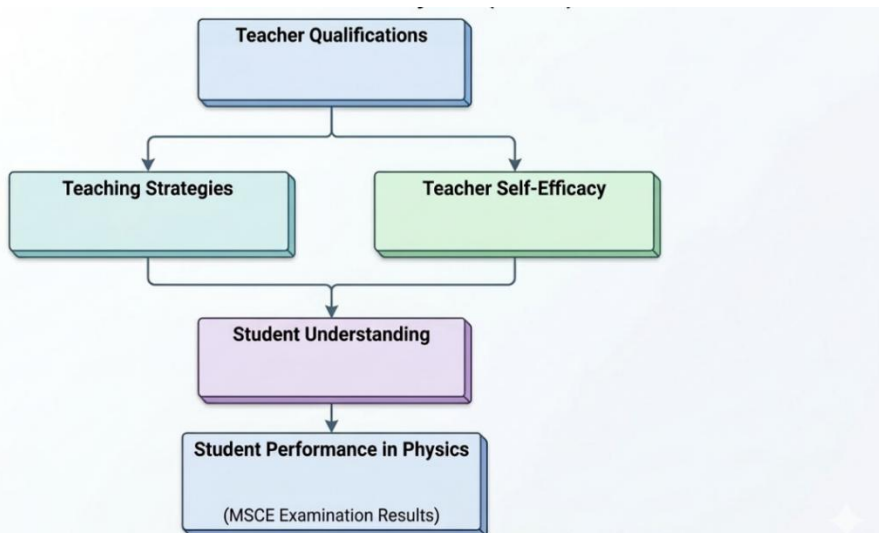 Teacher Qualifications
Teaching Strategies
Teacher Self-Efficacy
Student Understanding
Student Performance in Physics
(MSCE Examination Results)